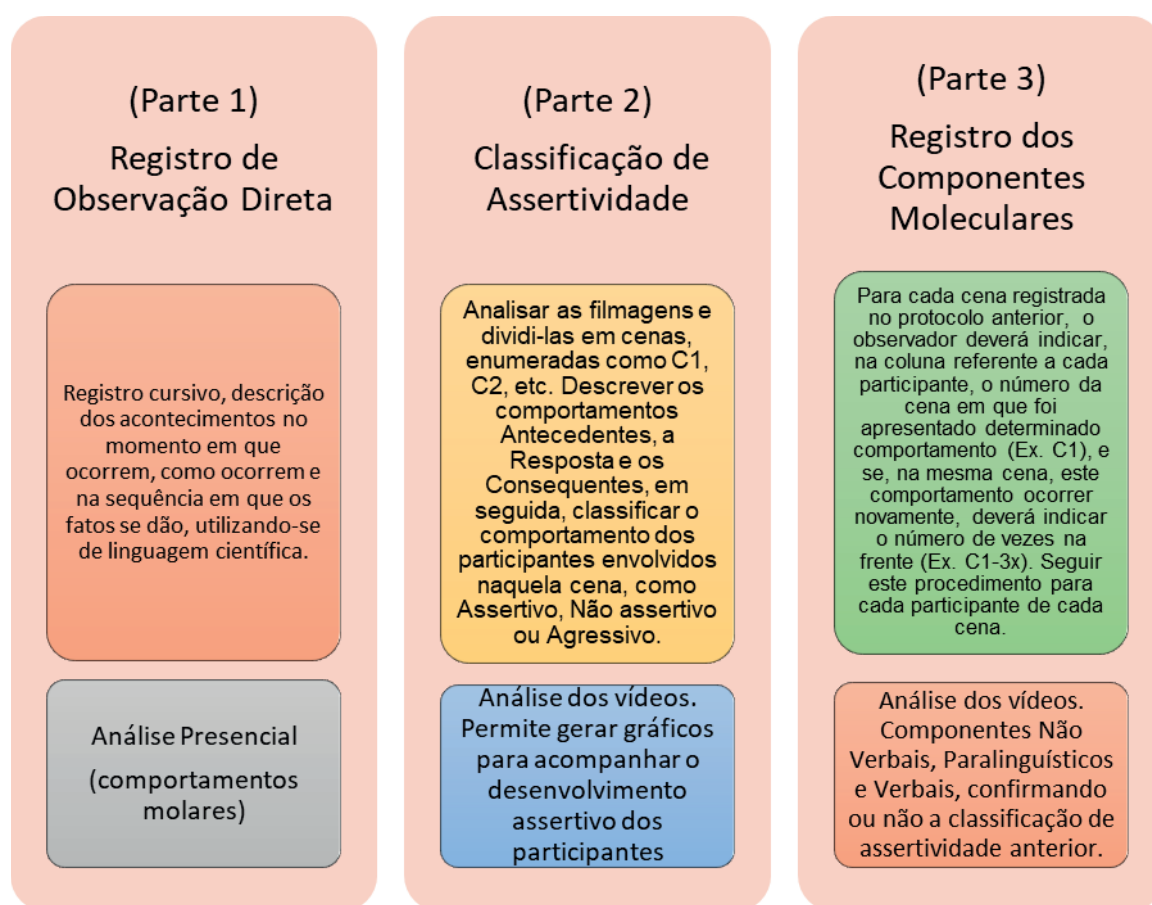 (Parte 1)
Registro de
Observação Direta
Registro cursivo, descrição
dos acontecimentos no
momento em que
ocorrem, como ocorrem e
na sequência em que os
fatos se dão, utilizando-se
de linguagem científica.
Análise Presencial
(comportamentos
molares)
(Parte 2)
Classificação de
Assertividade
Analisar as filmagens e
dividi-las em cenas,
enumeradas como C1,
C2, etc. Descrever os
comportamentos
Antecedentes, a
Resposta e os
Consequentes, em
seguida, classificar o
comportamento dos
participantes envolvidos
naquela cena, como
Assertivo, Não assertivo
ou Agressivo.
Análise dos vídeos.
Permite gerar gráficos
para acompanhar o
desenvolvimento
assertivo dos
participantes
(Parte 3)
Registro dos
Componentes
Moleculares
Para cada cena registrada
no protocolo anterior, o
observador deverá indicar,
na coluna referente a cada
participante, o número da
cena em que foi
apresentado determinado
comportamento (Ex. C1), e
se, na mesma cena, este
comportamento ocorrer
novamente, deverá indicar
o número de vezes na
frente (Ex. C1-3x). Seguir
este procedimento para
cada participante de cada
cena.
Análise dos vídeos.
Componentes Não
Verbais, Paralinguísticos
e Verbais, confirmando
ou não a classificação de
assertividade anterior.